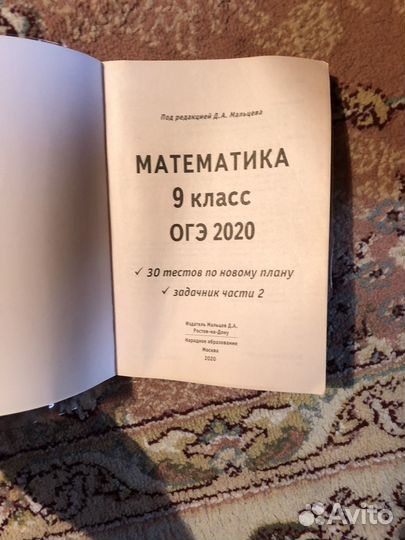 Под редакцией Д.А. Мальцева
МАТЕМАТИКА
9 класс
ОГЭ 2020
✓ 30 тестов по новому плану
✓ задачник части 2
Издатель Мальцев Д.А.
Ростов-на-Дону
Народное образование
Москва
2020
Avito